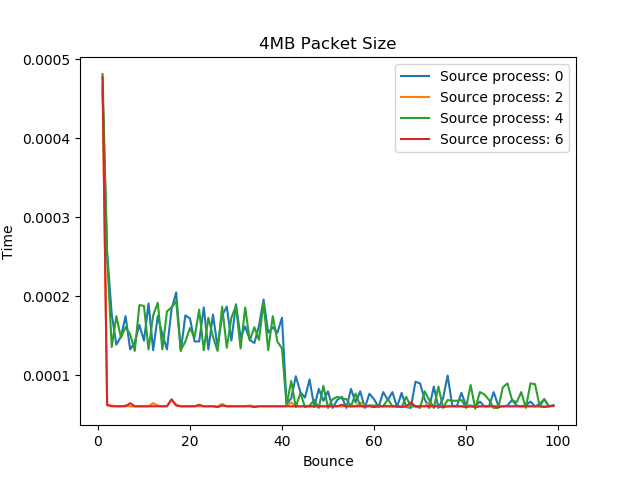 4MB Packet Size
0.0005
0.0004
0.0003
0.0002
0.0001
Time
Source process: 0
Source process: 2
Source process: 4
Source process: 6
0 20 40 60 80 100
Bounce